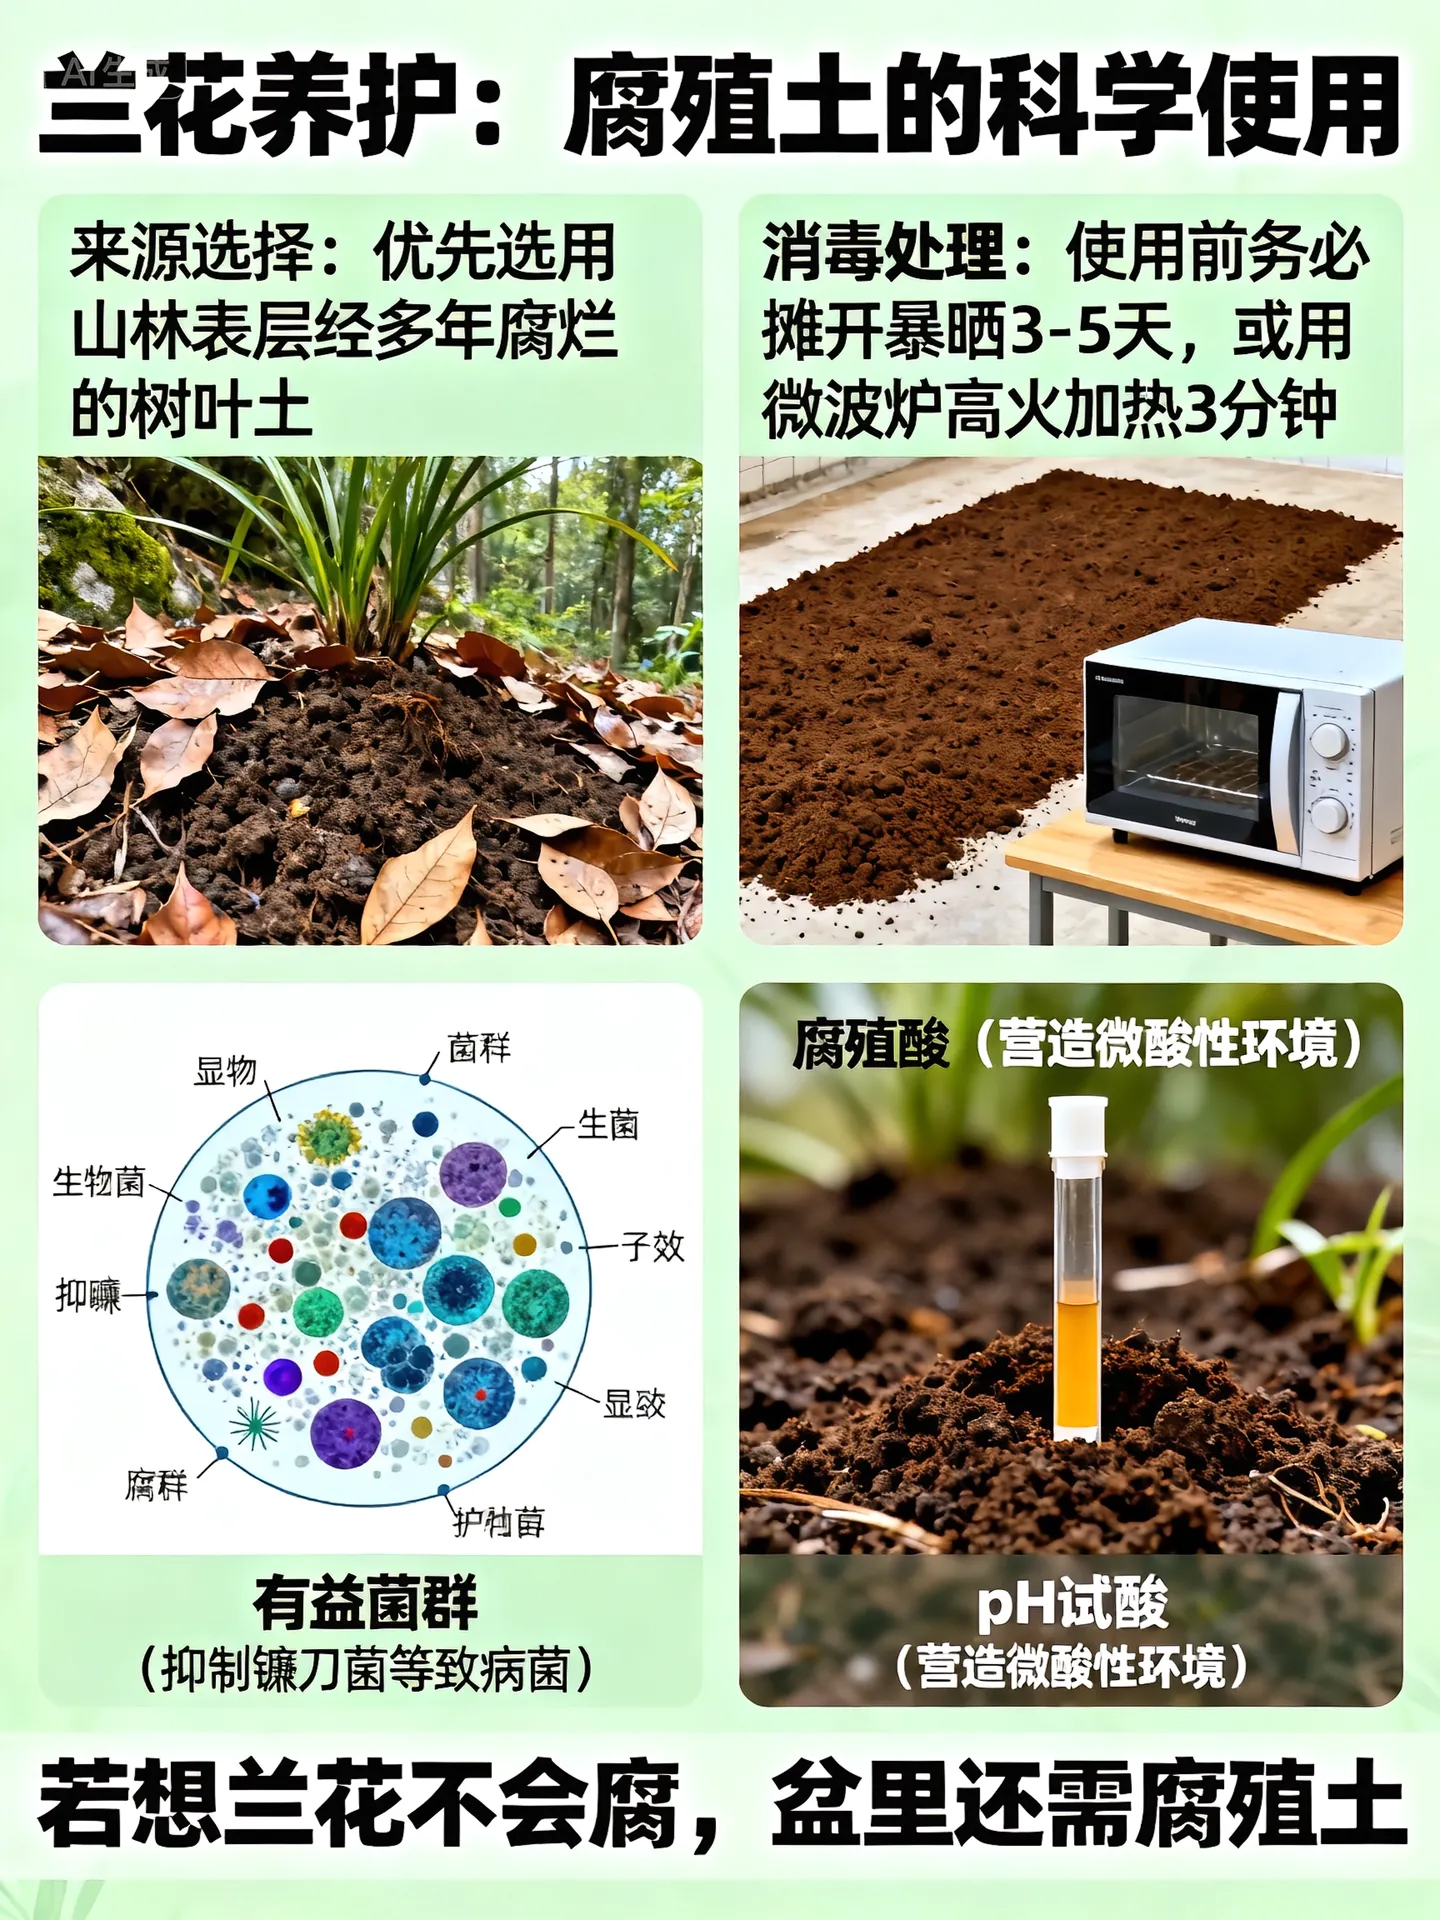 AI生成
兰花养护：腐殖土的科学使用
来源选择：优先选用
山林表层经多年腐烂
的树叶土
消毒处理：使用前务必
摊开暴晒3-5天，或用
微波炉高火加热3分钟
菌群
显物
生菌
生物菌
子效
抑
显
腐群
护 菌
有益菌群
（抑制镰刀菌等致病菌）
腐殖酸（营造微酸性环境）
pH试酸
（营造微酸性环境）
若想兰花不会腐，盆里还需腐殖土